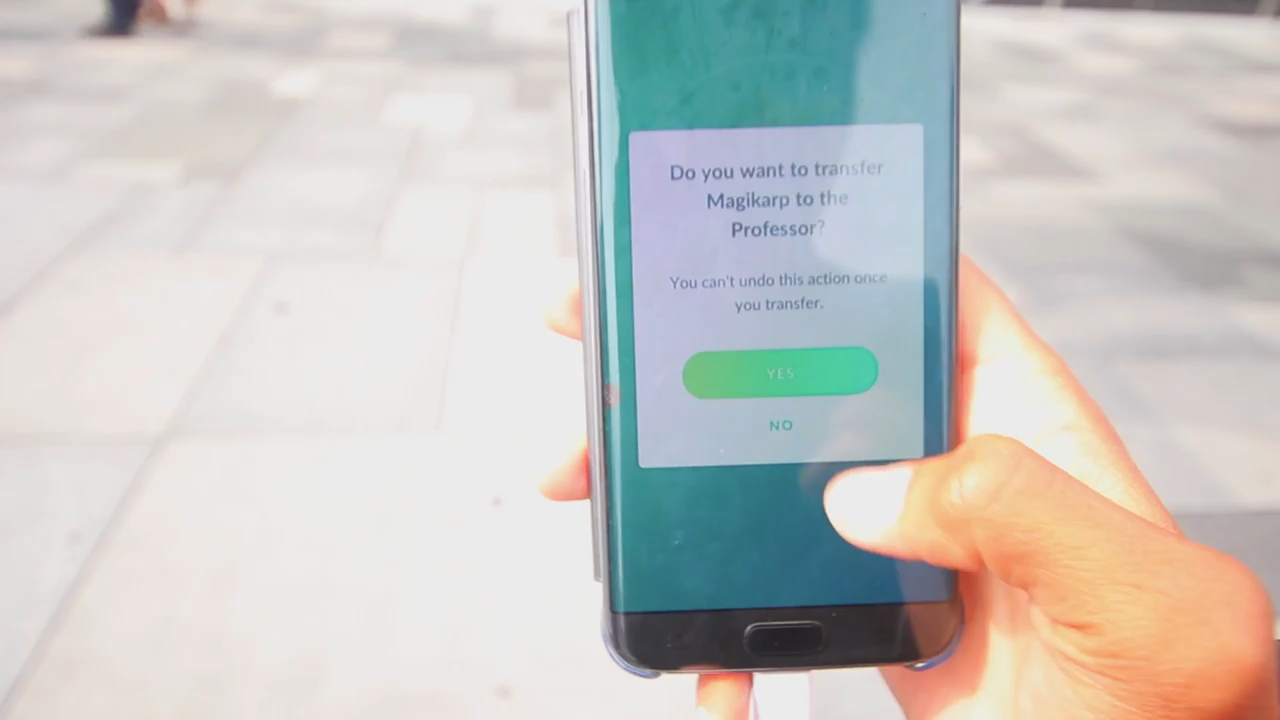 Do you want to transfer
Magikarp to the
Professor?
You can't undo this action once
you transfer.
YES
NO